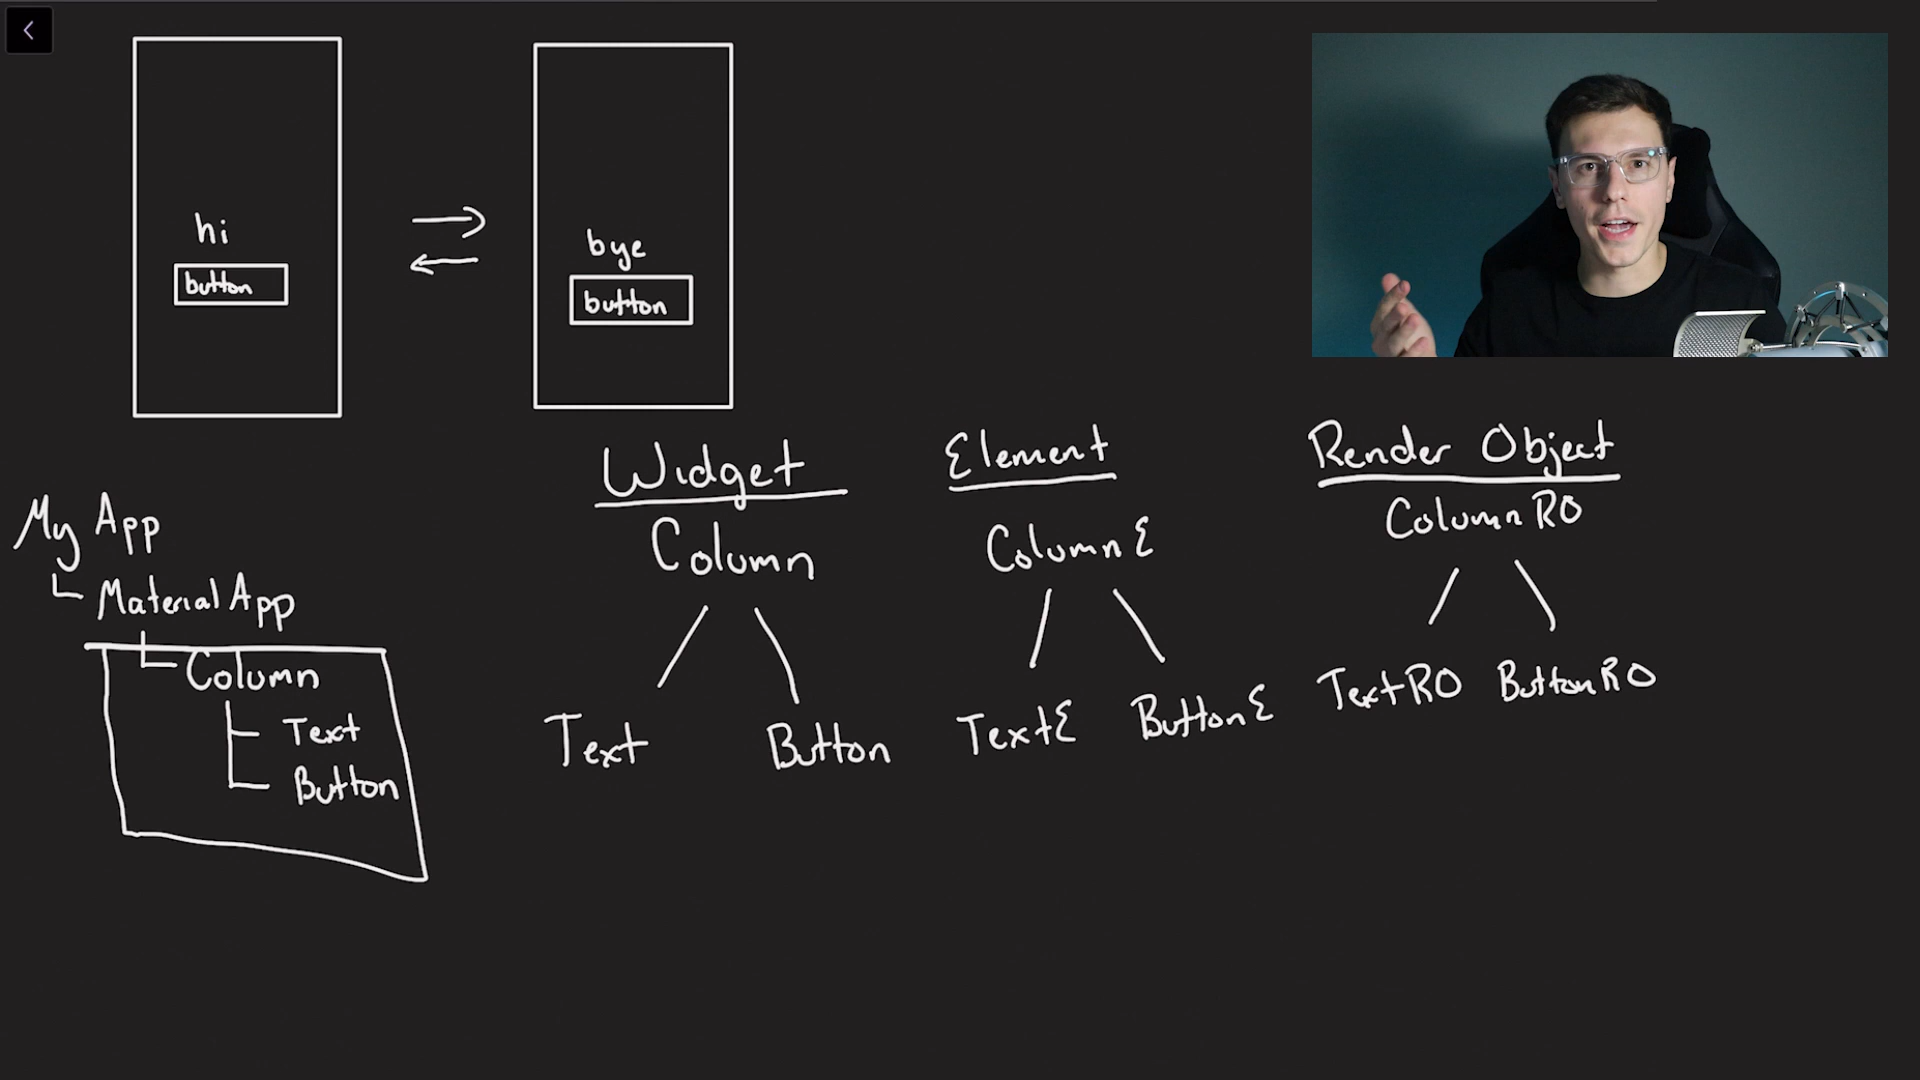 hi
button
bye
button
My App
Material App
Column
Text
Button
Widget
Column
Text Button
Element
ColumnE
TextE ButtonE
Render Object
ColumnRO
TextRO ButtonRO